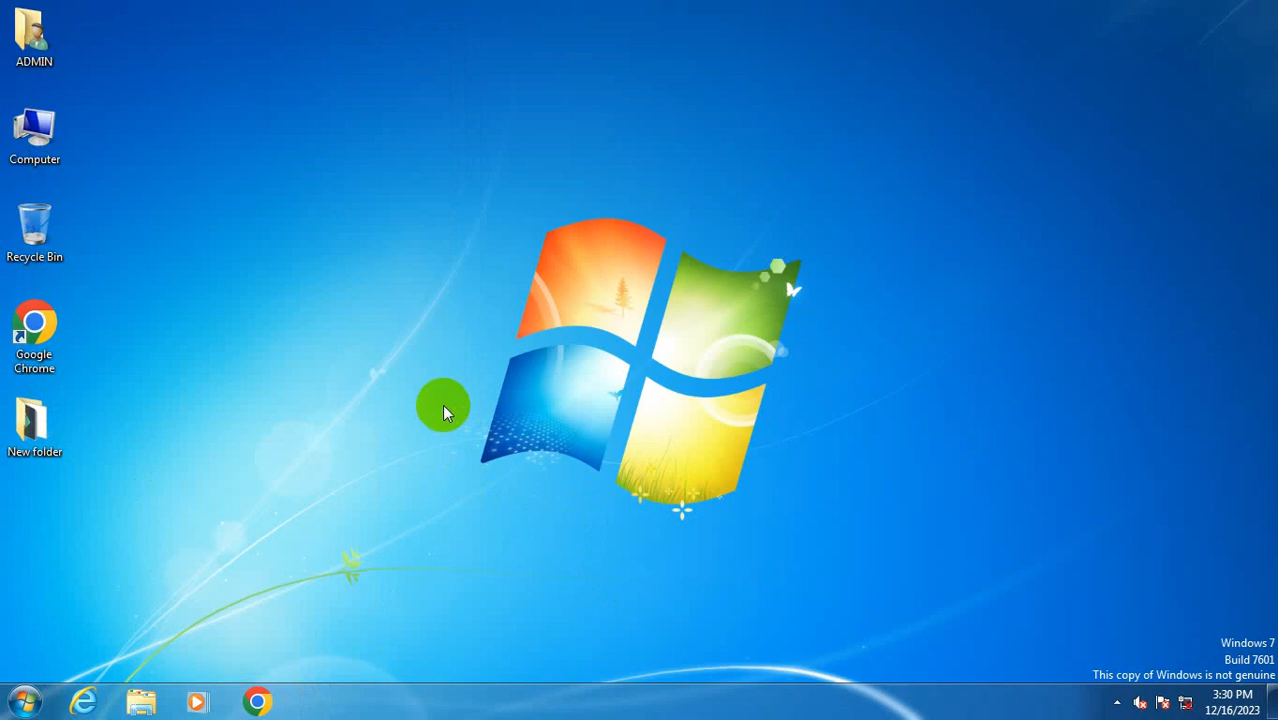 ADMIN
Computer
Recycle Bin
Google
Chrome
New folder
Windows 7
Build 7601
This copy of Windows is not genuine
3:30 PM
12/16/2023